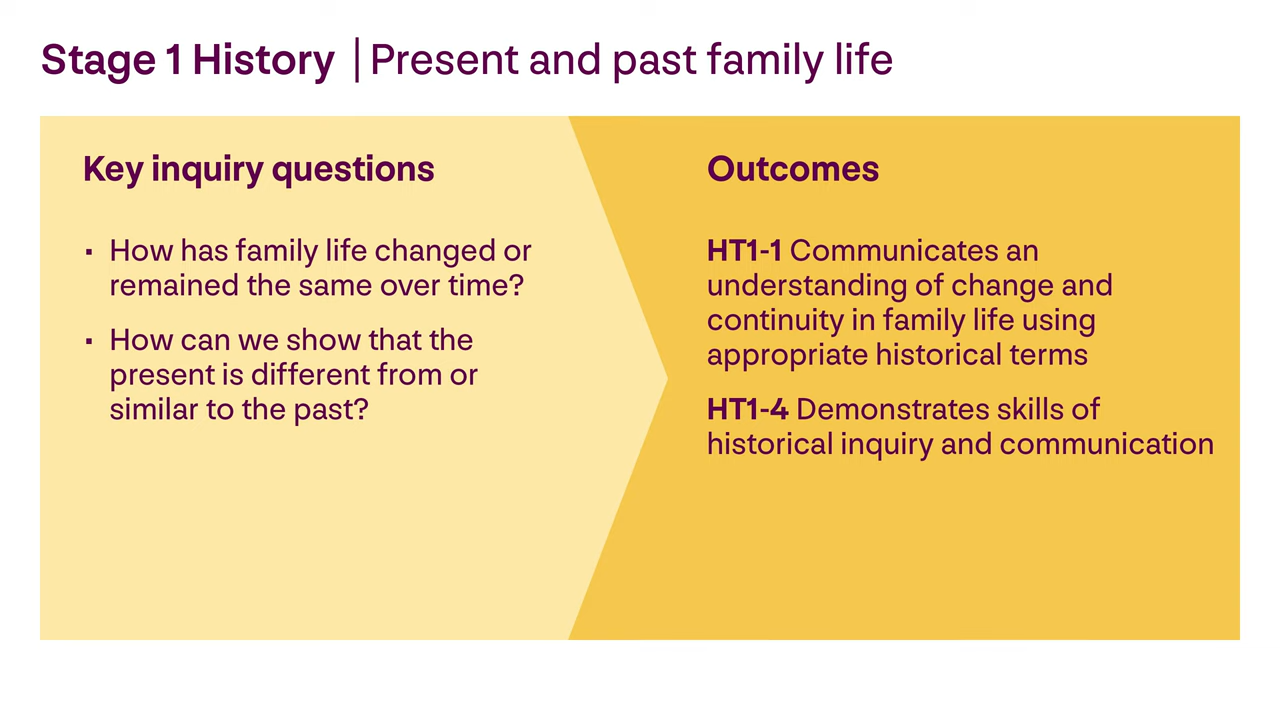 Stage 1 History | Present and past family life
Key inquiry questions
▪ How has family life changed or
remained the same over time?
▪ How can we show that the
present is different from or
similar to the past?
Outcomes
HT1-1 Communicates an
understanding of change and
continuity in family life using
appropriate historical terms
HT1-4 Demonstrates skills of
historical inquiry and communication